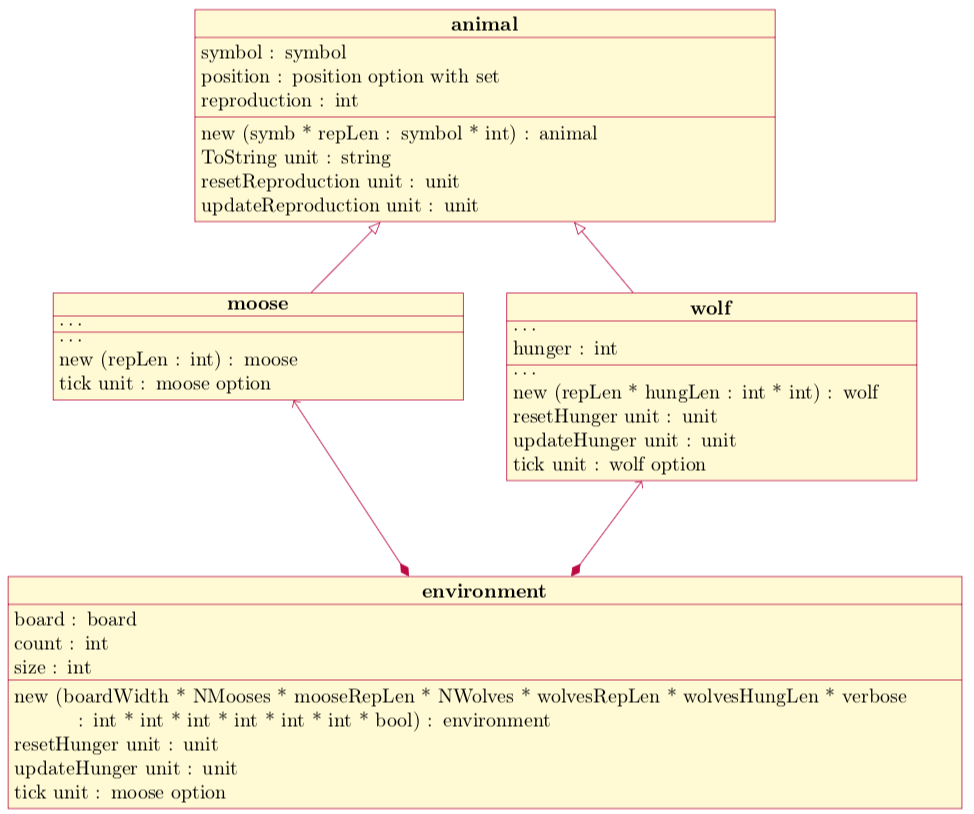 animal
symbol : symbol
position : position option with set
reproduction : int
new (symb * repLen : symbol * int) : animal
ToString unit : string
resetReproduction unit : unit
updateReproduction unit : unit
moose
...
...
new (repLen : int) : moose
tick unit : moose option
wolf
...
hunger : int
...
new (repLen * hungLen : int * int) : wolf
resetHunger unit : unit
updateHunger unit : unit
tick unit : wolf option
environment
board : board
count : int
size : int
new (boardWidth * NMooses * mooseRepLen * NWolves * wolvesRepLen * wolvesHungLen * verbose
: int * int * int * int * int * int * bool) : environment
resetHunger unit : unit
updateHunger unit : unit
tick unit : moose option